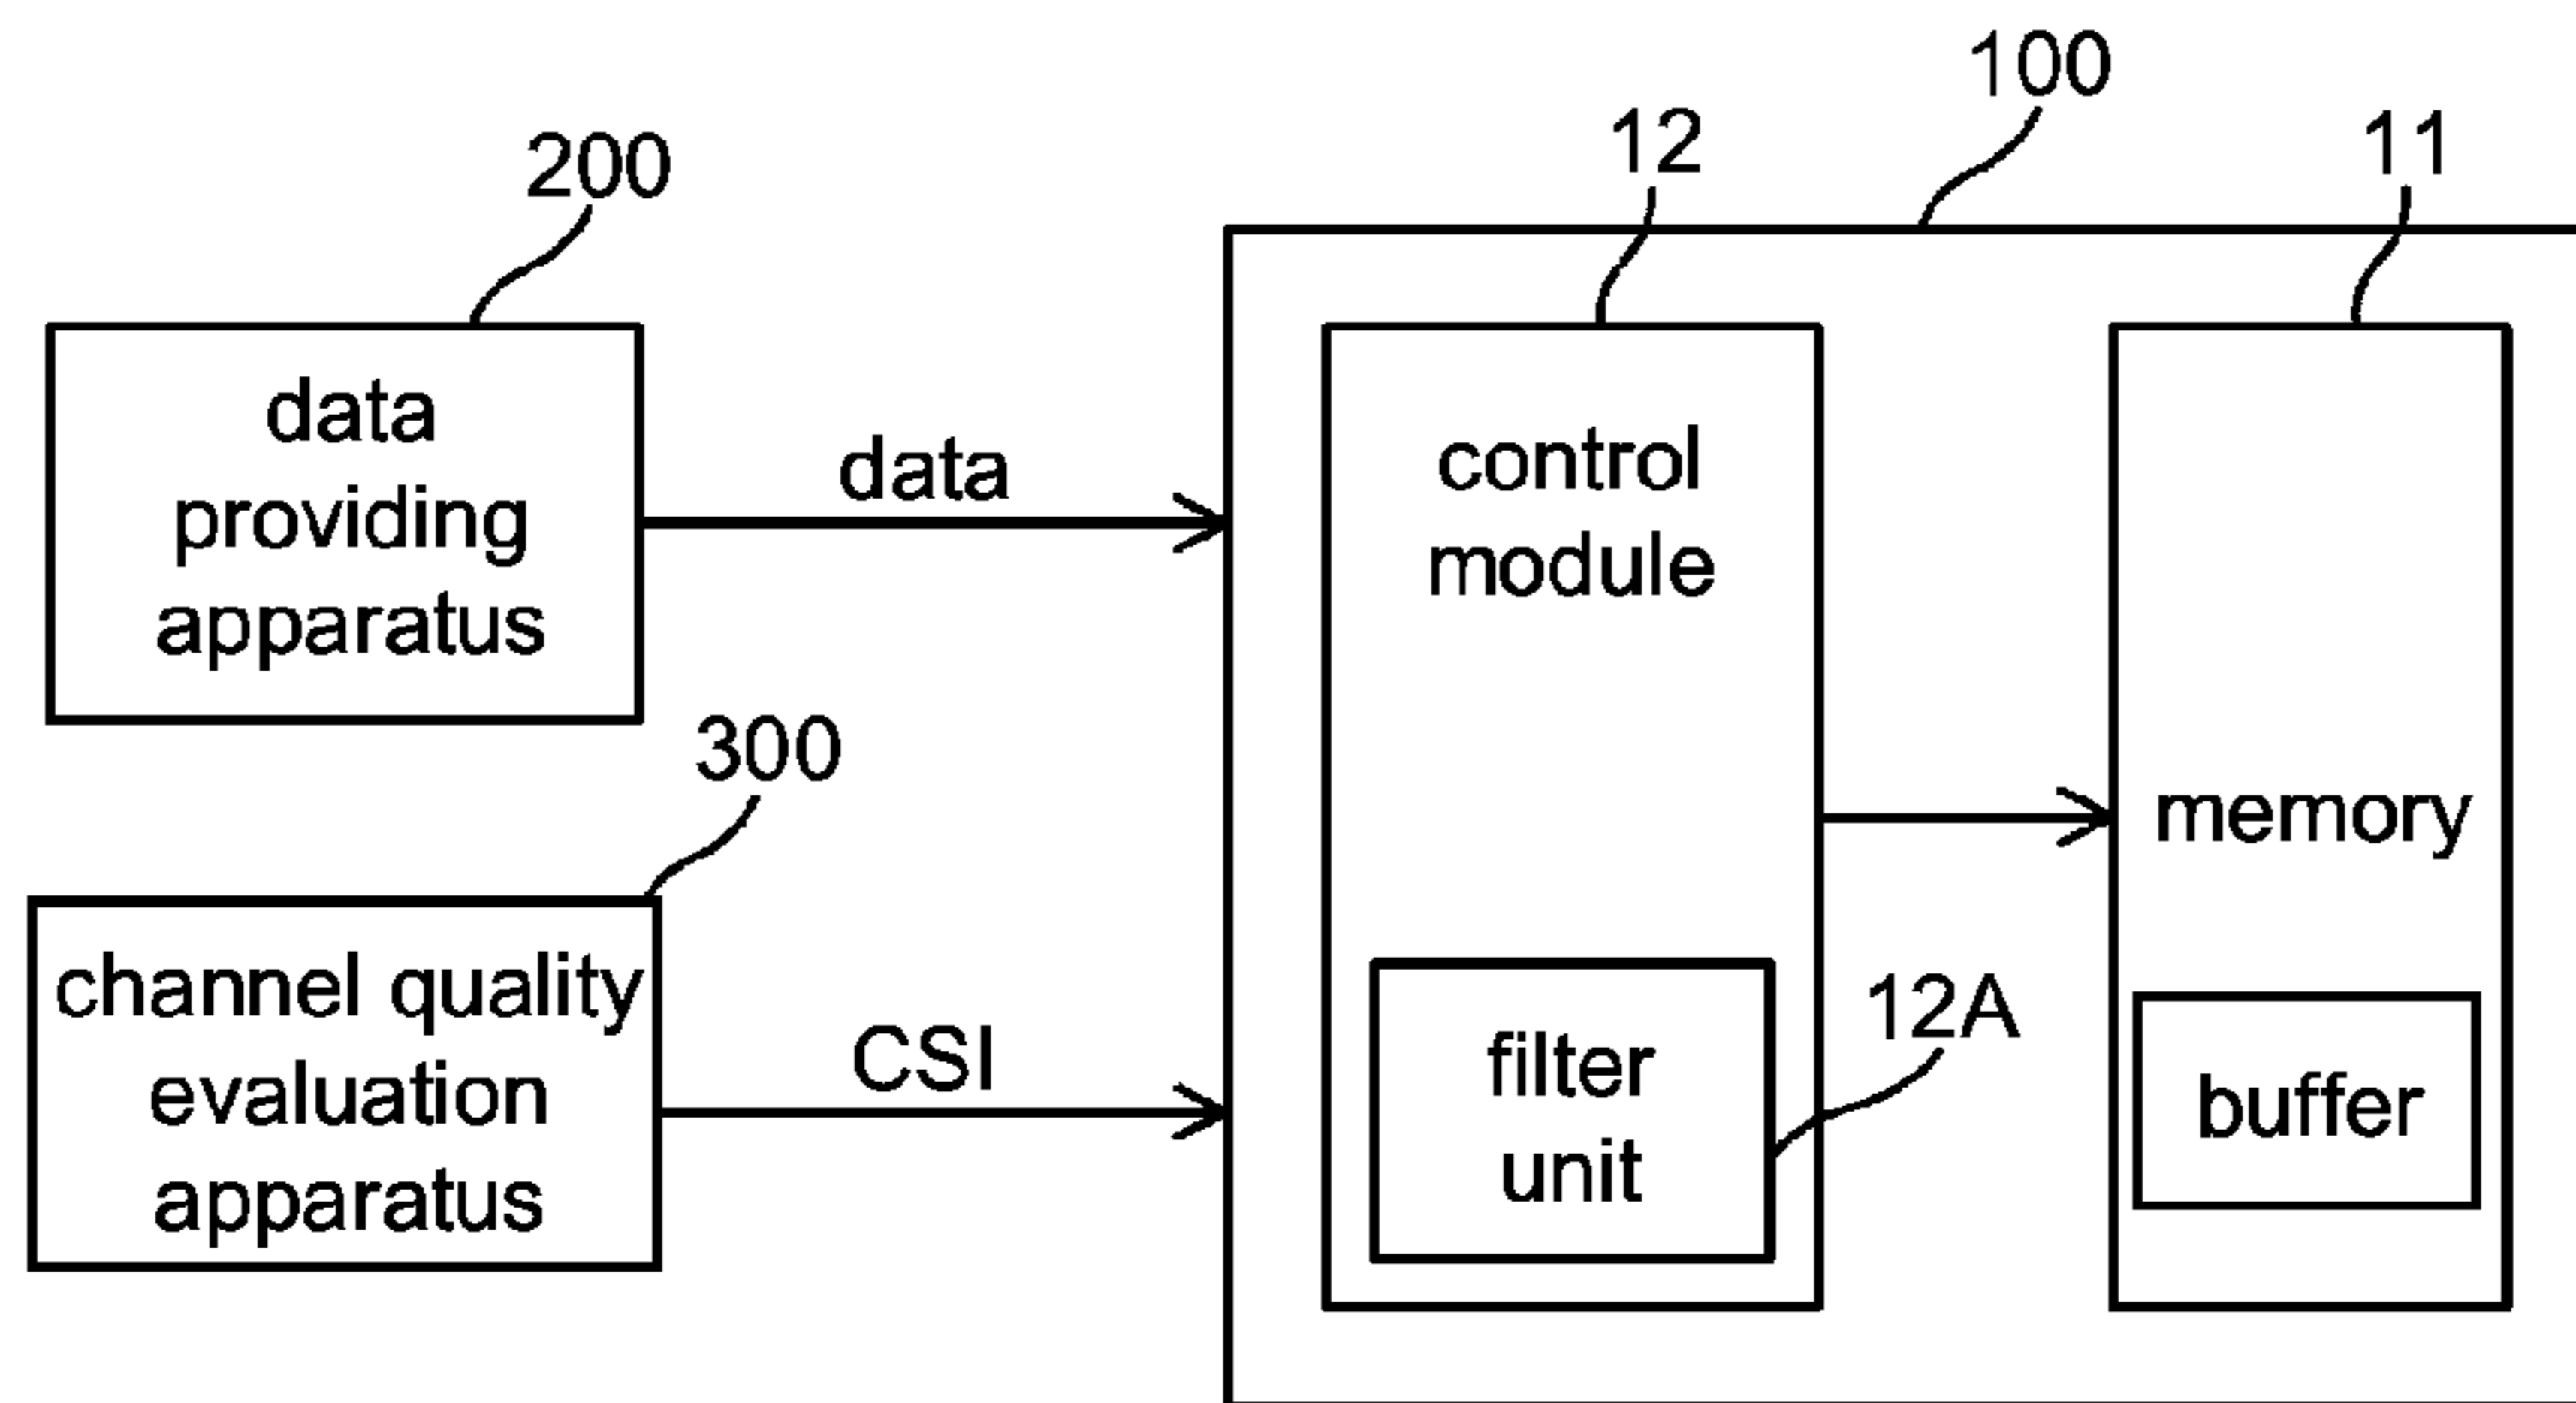 100
12
11
200
data
providing
apparatus
data
control
module
300
memory
channel quality
evaluation
apparatus
CSI
filter
unit
12A
buffer